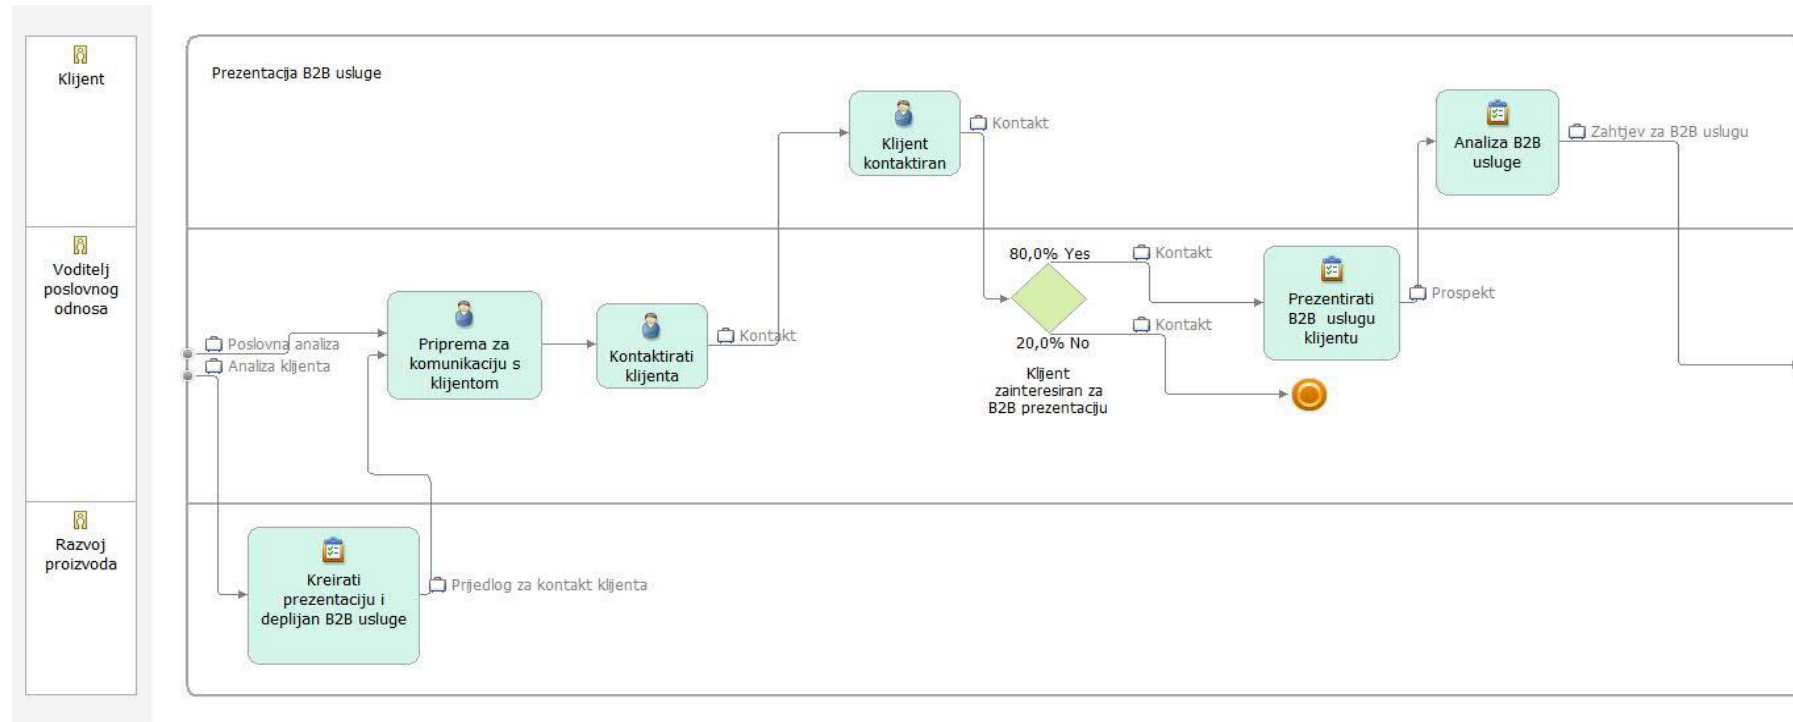 Klijent
Voditelj
poslovnog
odnosa
Razvoj
proizvoda
Prezentacija B2B usluge
Klijent
kontaktiran
Kontakt
Analiza B2B
usluge
Zahtjev za B2B uslugu
Poslovna analiza
Analiza klijenta
Priprema za
komunikaciju s
klijentom
Kontaktirati
klijenta
Kontakt
80,0% Yes
Kontakt
20,0% No
Kontakt
Klijent
zainteresiran za
B2B prezentaciju
Prezentirati
B2B uslugu
klijentu
Prospekt
Kreirati
prezentaciju i
deplijan B2B usluge
Prijedlog za kontakt klijenta